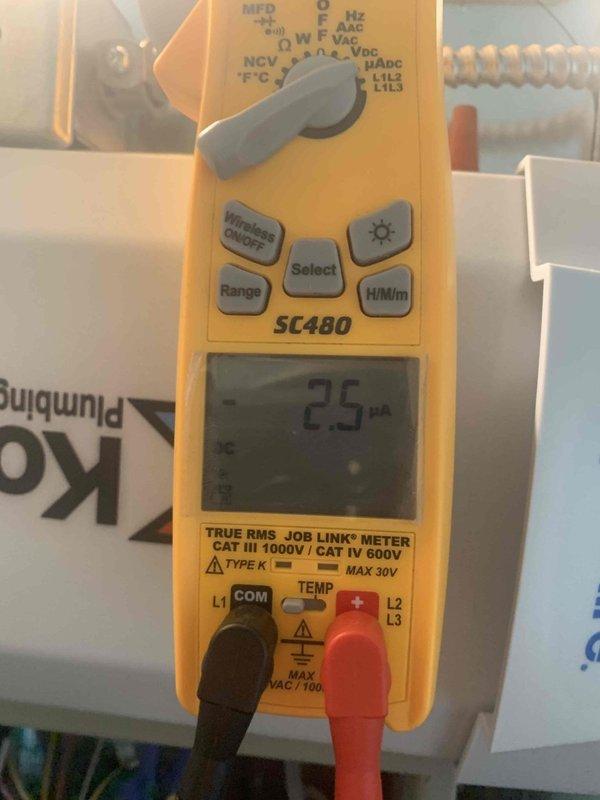 MFD
OFF
Hz
AAC
W
VAC
Ω
VDC
NCV
µADC
°F°C
L1L2
L1L3
Wireless
ON/OFF
Select
Range
H/M/m
SC480
- 2.5 µA
DC
TRUE RMS JOB LINK® METER
CAT III 1000V / CAT IV 600V
TYPE K MAX 30V
TEMP
L1 COM + L2
L3
MAX
Plumbing
Ko